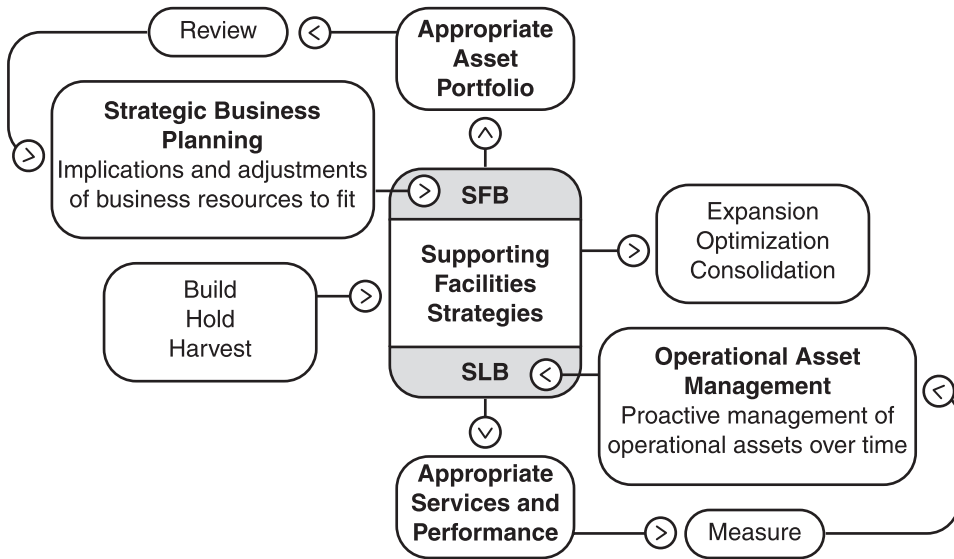 Review
Appropriate
Asset
Portfolio
Strategic Business
Planning
Implications and adjustments
of business resources to fit
SFB
Supporting
Facilities
Strategies
SLB
Expansion
Optimization
Consolidation
Build
Hold
Harvest
Operational Asset
Management
Proactive management of
operational assets over time
Appropriate
Services and
Performance
Measure